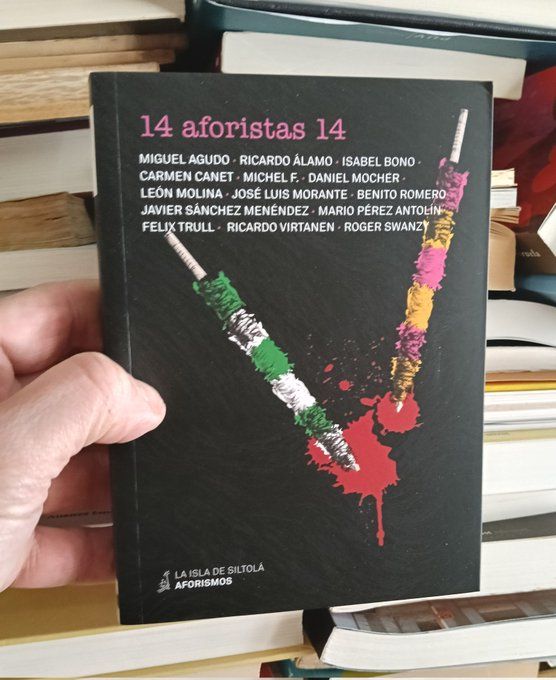 14 aforistas 14
MIGUEL AGUDO · RICARDO ÁLAMO · ISABEL BONO ·
CARMEN CANET · MICHEL F. · DANIEL MOCHER ·
LEÓN MOLINA · JOSÉ LUIS MORANTE · BENITO ROMERO
JAVIER SÁNCHEZ MENÉNDEZ · MARIO PÉREZ ANTOLÍN
FELIX TRULL · RICARDO VIRTANEN · ROGER SWANZY
LA ISLA DE SILTOLÁ
AFORISMOS